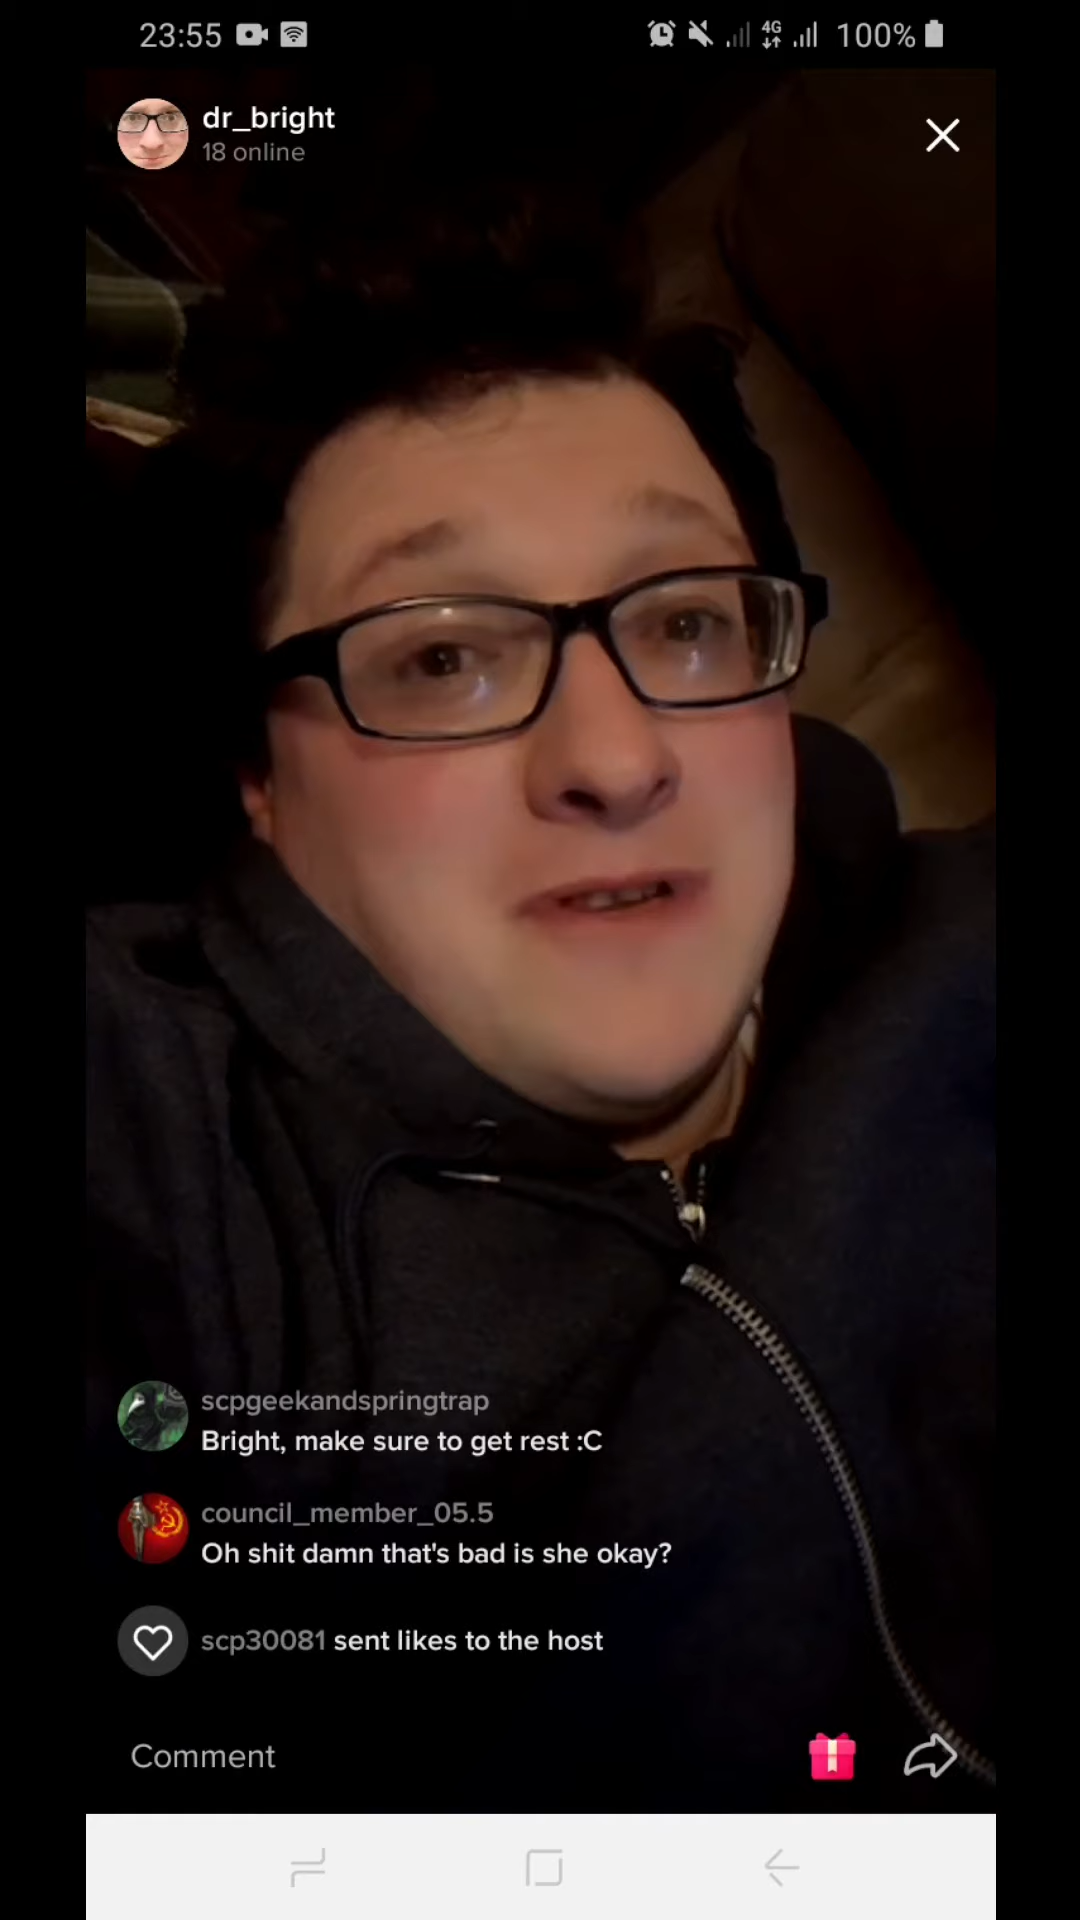 23:55
4G
100%
dr_bright
18 online
scpgeekandspringtrap
Bright, make sure to get rest :C
council_member_05.5
Oh shit damn that's bad is she okay?
scp30081 sent likes to the host
Comment